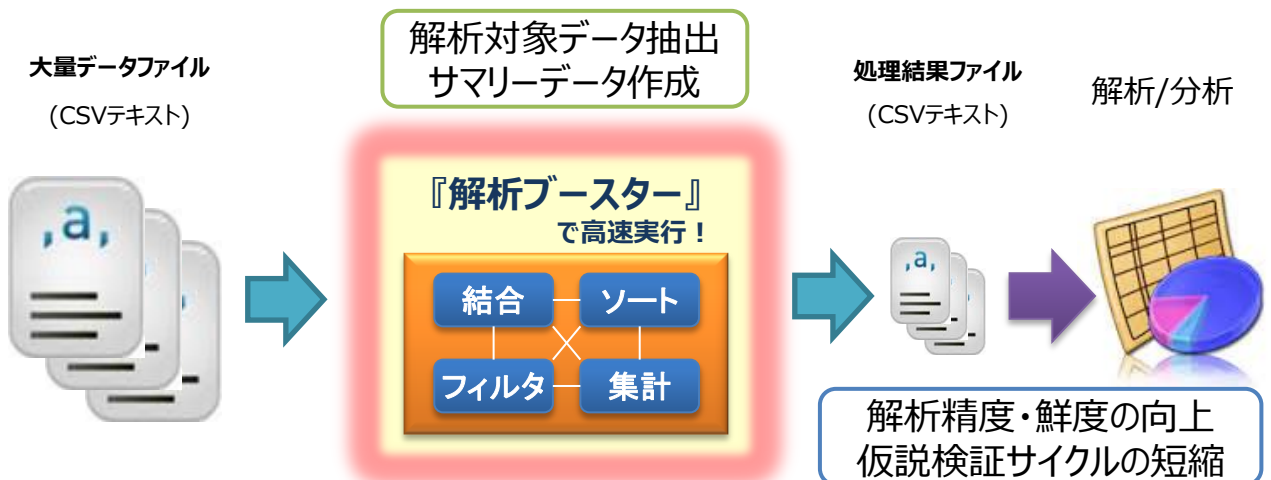 大量データファイル
(CSVテキスト)
解析対象データ抽出
サマリーデータ作成
処理結果ファイル
(CSVテキスト)
解析/分析
,a,
『解析ブースター』
で高速実行！
結合
ソート
フィルタ
集計
,a,
解析精度・鮮度の向上
仮説検証サイクルの短縮